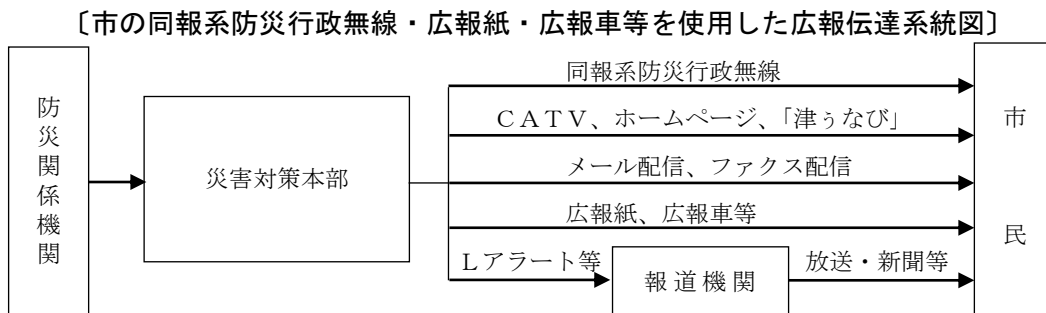 〔市の同報系防災行政無線・広報紙・広報車等を使用した広報伝達系統図〕
防災関係機関
災害対策本部
同報系防災行政無線
ＣＡＴＶ、ホームページ、「津ぅなび」
メール配信、ファクス配信
広報紙、広報車等
Ｌアラート等
報道機関
放送・新聞等
市民